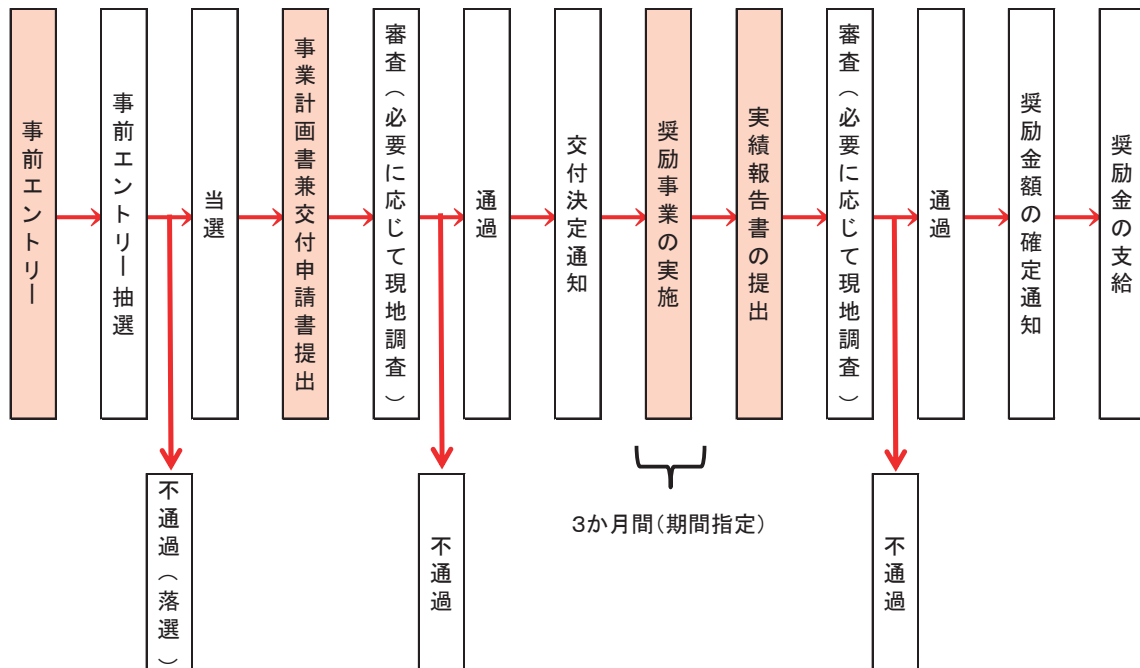 事前エントリー
事前エントリー抽選
当選
事業計画書兼交付申請書提出
審査（必要に応じて現地調査）
通過
交付決定通知
奨励事業の実施
実績報告書の提出
審査（必要に応じて現地調査）
通過
奨励金額の確定通知
奨励金の支給
不通過（落選）
不通過
3か月間（期間指定）
不通過